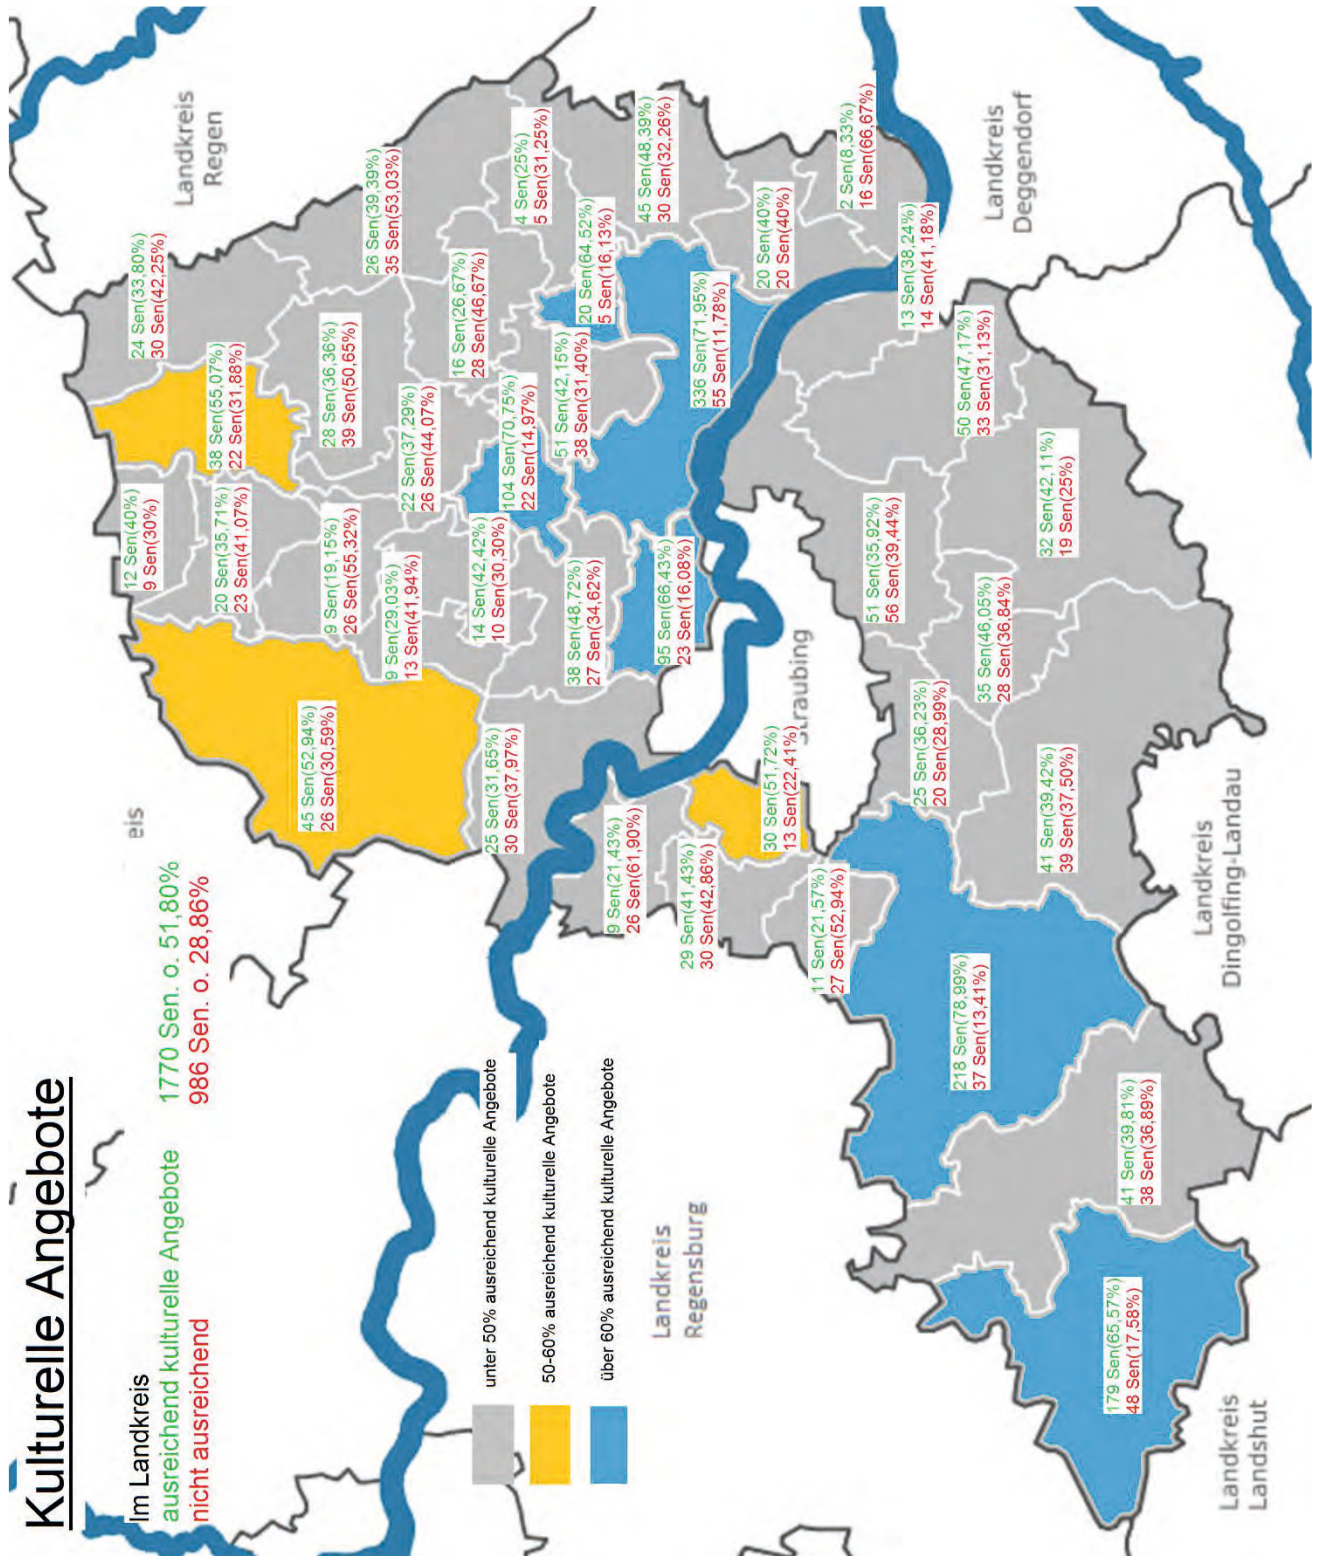 Kulturelle Angebote
Im Landkreis
ausreichend kulturelle Angebote 1770 Sen. o. 51,80%
nicht ausreichend 986 Sen. o. 28,86%
eis
Landkreis
Regen
unter 50% ausreichend kulturelle Angebote
50-60% ausreichend kulturelle Angebote
über 60% ausreichend kulturelle Angebote
12 Sen(40%)
9 Sen(30%)
24 Sen(33,80%)
30 Sen(42,25%)
20 Sen(35,71%)
23 Sen(41,07%)
38 Sen(55,07%)
22 Sen(31,88%)
45 Sen(52,94%)
26 Sen(30,59%)
9 Sen(19,15%)
26 Sen(55,32%)
28 Sen(36,36%)
39 Sen(50,65%)
26 Sen(39,39%)
35 Sen(53,03%)
9 Sen(29,03%)
13 Sen(41,94%)
22 Sen(37,29%)
26 Sen(44,07%)
16 Sen(26,67%)
28 Sen(46,67%)
25 Sen(31,65%)
30 Sen(37,97%)
14 Sen(42,42%)
10 Sen(30,30%)
104 Sen(70,75%)
22 Sen(14,97%)
4 Sen(25%)
5 Sen(31,25%)
38 Sen(48,72%)
27 Sen(34,62%)
51 Sen(42,15%)
38 Sen(31,40%)
20 Sen(64,52%)
5 Sen(16,13%)
9 Sen(21,43%)
26 Sen(61,90%)
45 Sen(48,39%)
30 Sen(32,26%)
Landkreis
Regensburg
95 Sen(66,43%)
23 Sen(16,08%)
29 Sen(41,43%)
30 Sen(42,86%)
336 Sen(71,95%)
55 Sen(11,78%)
30 Sen(51,72%)
13 Sen(22,41%)
20 Sen(40%)
20 Sen(40%)
Straubing
11 Sen(21,57%)
27 Sen(52,94%)
2 Sen(8,33%)
16 Sen(66,67%)
51 Sen(35,92%)
56 Sen(39,44%)
13 Sen(38,24%)
14 Sen(41,18%)
25 Sen(36,23%)
20 Sen(28,99%)
218 Sen(78,99%)
37 Sen(13,41%)
50 Sen(47,17%)
33 Sen(31,13%)
35 Sen(46,05%)
28 Sen(36,84%)
Landkreis
Deggendorf
41 Sen(39,42%)
39 Sen(37,50%)
32 Sen(42,11%)
19 Sen(25%)
179 Sen(65,57%)
48 Sen(17,58%)
41 Sen(39,81%)
38 Sen(36,89%)
Landkreis
Dingolfing-Landau
Landkreis
Landshut